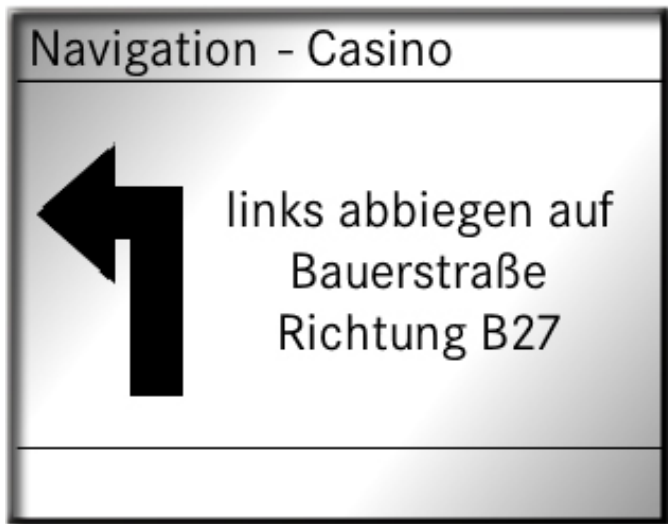 Navigation - Casino
links abbiegen auf
Bauerstraße
Richtung B27